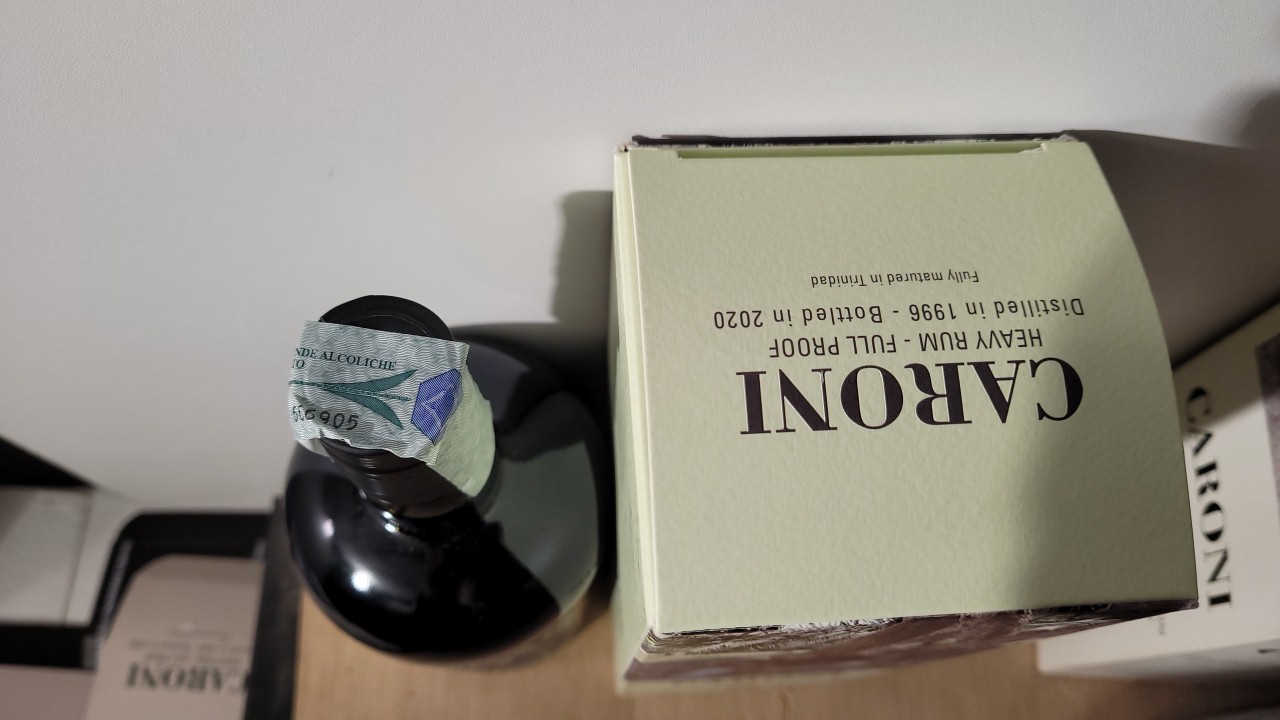 CARONI
HEAVY RUM - FULL PROOF
Distilled in 1996 - Bottled in 2020
Fully matured in Trinidad
NDE ALCOLICHE
CARONI
CARONI